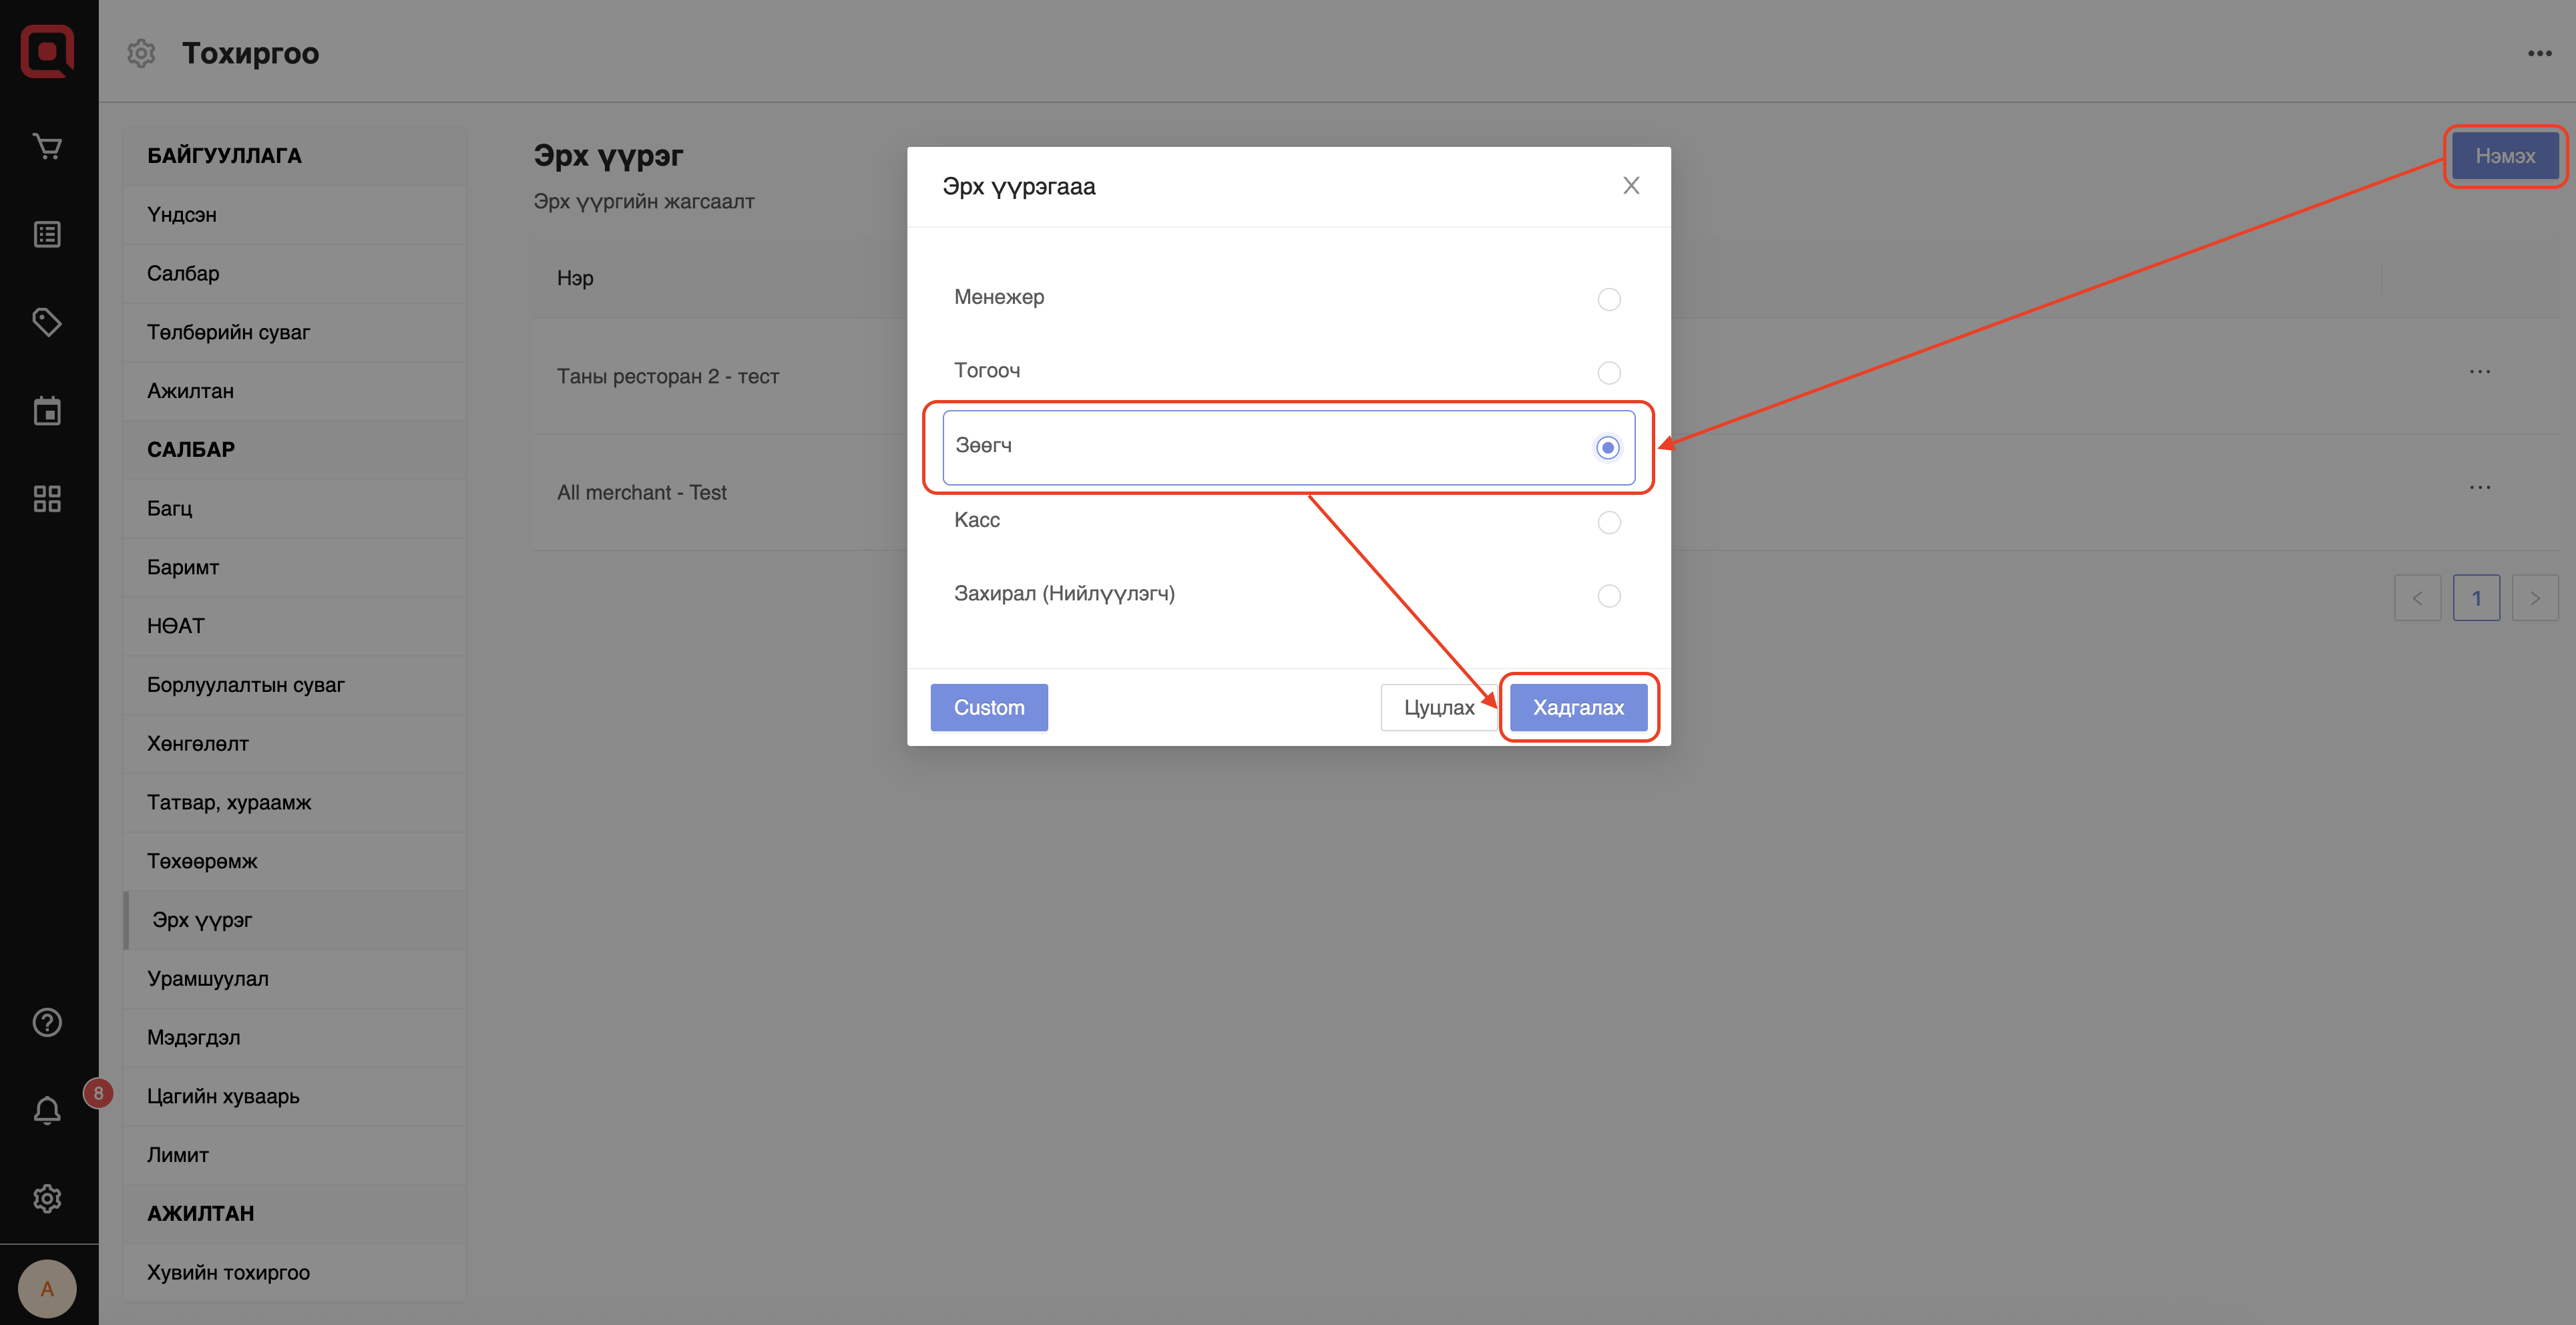 Тохиргоо
БАЙГУУЛЛАГА
Үндсэн
Салбар
Төлбөрийн суваг
Ажилтан
САЛБАР
Багц
Баримт
НӨАТ
Борлуулалтын суваг
Хөнгөлөлт
Татвар, хураамж
Төхөөрөмж
Эрх үүрэг
Урамшуулал
Мэдэгдэл
Цагийн хуваарь
Лимит
АЖИЛТАН
Хувийн тохиргоо
8
A
Эрх үүрэг
Эрх үүргийн жагсаалт
Нэмэх
Нэр
Таны ресторан 2 - тест
All merchant - Test
1
Эрх үүрэгааа
Менежер
Тогооч
Зөөгч
Касс
Захирал (Нийлүүлэгч)
Custom
Цуцлах
Хадгалах